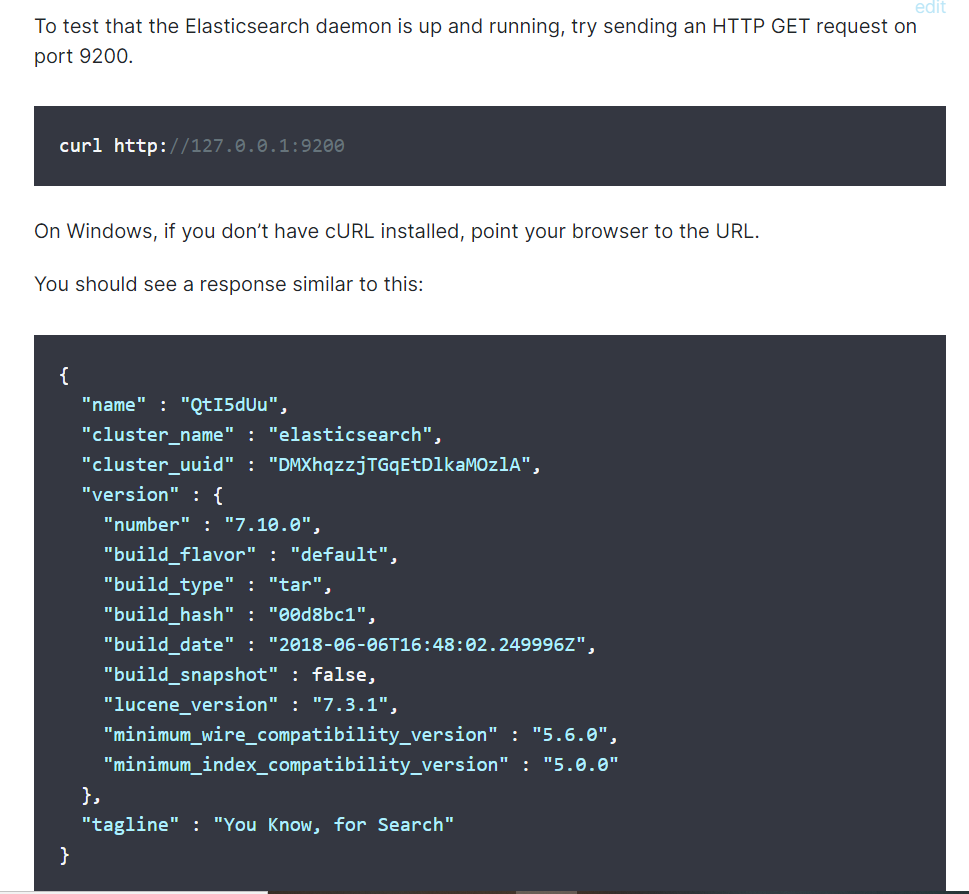 edit
To test that the Elasticsearch daemon is up and running, try sending an HTTP GET request on
port 9200.
curl http://127.0.0.1:9200
On Windows, if you don’t have cURL installed, point your browser to the URL.
You should see a response similar to this:
{
  "name" : "QtI5dUu",
  "cluster_name" : "elasticsearch",
  "cluster_uuid" : "DMXhqzzjTGqEtDlkaMOzlA",
  "version" : {
    "number" : "7.10.0",
    "build_flavor" : "default",
    "build_type" : "tar",
    "build_hash" : "00d8bc1",
    "build_date" : "2018-06-06T16:48:02.249996Z",
    "build_snapshot" : false,
    "lucene_version" : "7.3.1",
    "minimum_wire_compatibility_version" : "5.6.0",
    "minimum_index_compatibility_version" : "5.0.0"
  },
  "tagline" : "You Know, for Search"
}